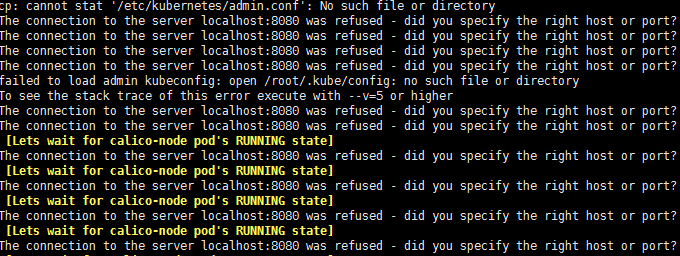 cp: cannot stat '/etc/kubernetes/admin.conf': No such file or directory
The connection to the server localhost:8080 was refused - did you specify the right host or port?
The connection to the server localhost:8080 was refused - did you specify the right host or port?
The connection to the server localhost:8080 was refused - did you specify the right host or port?
The connection to the server localhost:8080 was refused - did you specify the right host or port?
failed to load admin kubeconfig: open /root/.kube/config: no such file or directory
To see the stack trace of this error execute with --v=5 or higher
The connection to the server localhost:8080 was refused - did you specify the right host or port?
The connection to the server localhost:8080 was refused - did you specify the right host or port?
[Lets wait for calico-node pod's RUNNING state]
The connection to the server localhost:8080 was refused - did you specify the right host or port?
[Lets wait for calico-node pod's RUNNING state]
The connection to the server localhost:8080 was refused - did you specify the right host or port?
[Lets wait for calico-node pod's RUNNING state]
The connection to the server localhost:8080 was refused - did you specify the right host or port?
[Lets wait for calico-node pod's RUNNING state]
The connection to the server localhost:8080 was refused - did you specify the right host or port?